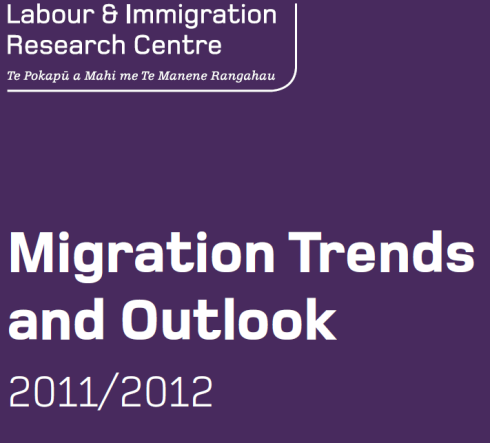 Labour & Immigration
Research Centre
Te Pokapū a Mahi me Te Manene Rangahau
Migration Trends
and Outlook
2011/2012